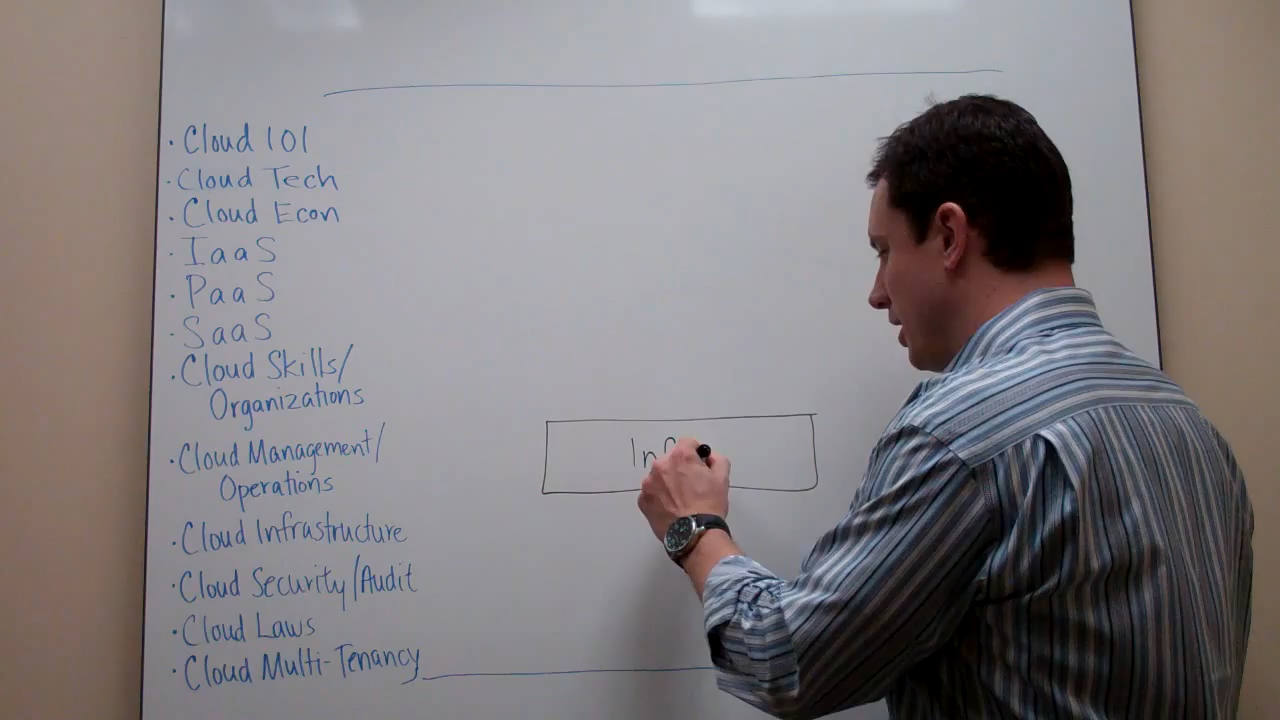 · Cloud 101
· Cloud Tech
· Cloud Econ
· IaaS
· PaaS
· SaaS
· Cloud Skills/
Organizations
· Cloud Management/
Operations
· Cloud Infrastructure
· Cloud Security/Audit
· Cloud Laws
· Cloud Multi-Tenancy